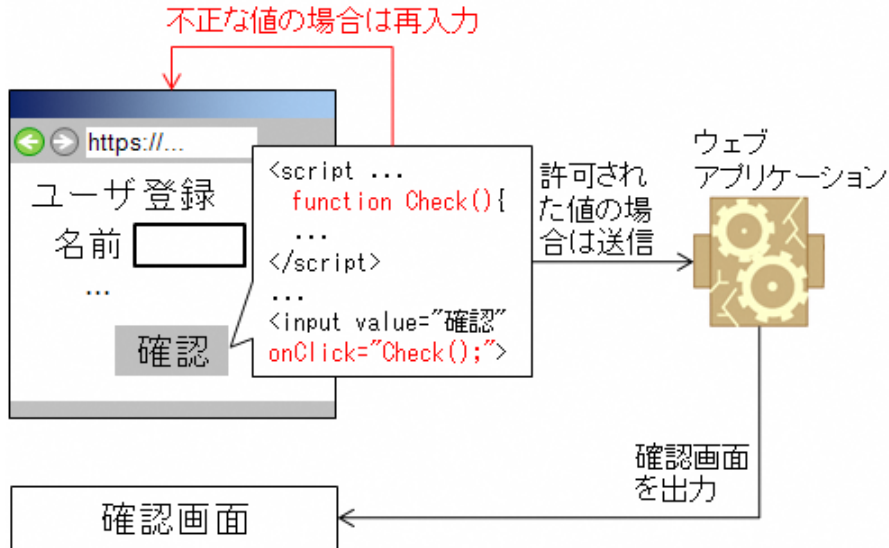 不正な値の場合は再入力
https://...
ユーザ登録
名前
...
確認
<script ...
function Check(){
...
</script>
...
<input value="確認"
onClick="Check();">
許可され
た値の場
合は送信
ウェブ
アプリケーション
確認画面
を出力
確認画面